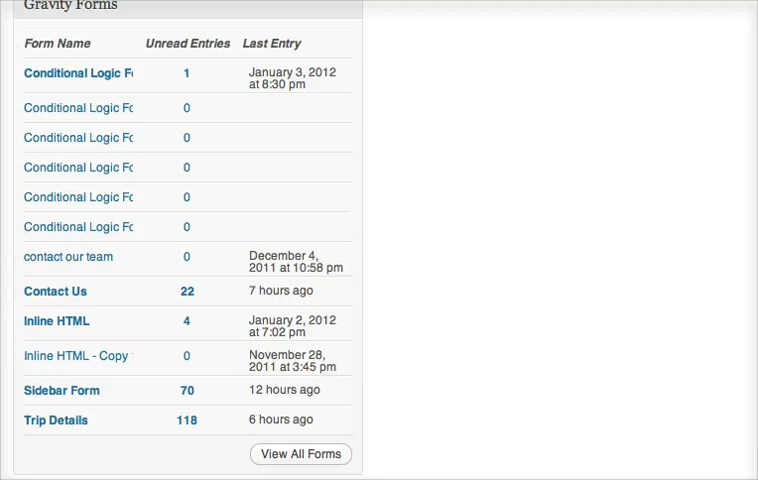 Gravity Forms
Form Name Unread Entries Last Entry
Conditional Logic Fo 1 January 3, 2012
at 8:30 pm
Conditional Logic Fo 0
Conditional Logic Fo 0
Conditional Logic Fo 0
Conditional Logic Fo 0
Conditional Logic Fo 0
contact our team 0 December 4,
2011 at 10:58 pm
Contact Us 22 7 hours ago
Inline HTML 4 January 2, 2012
at 7:02 pm
Inline HTML - Copy 0 November 28,
2011 at 3:45 pm
Sidebar Form 70 12 hours ago
Trip Details 118 6 hours ago
View All Forms